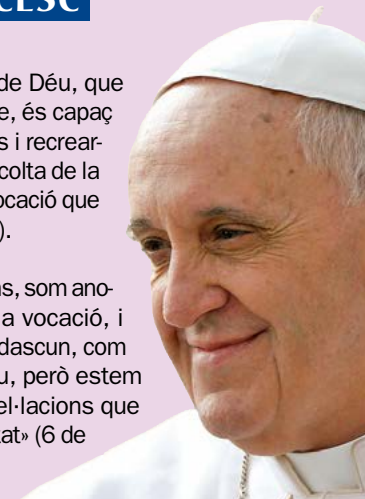 CESC
de Déu, que
e, és capaç
s i recrear-
colta de la
ocació que
).
ns, som ano-
a vocació, i
dascun, com
u, però estem
el·lacions que
tat» (6 de